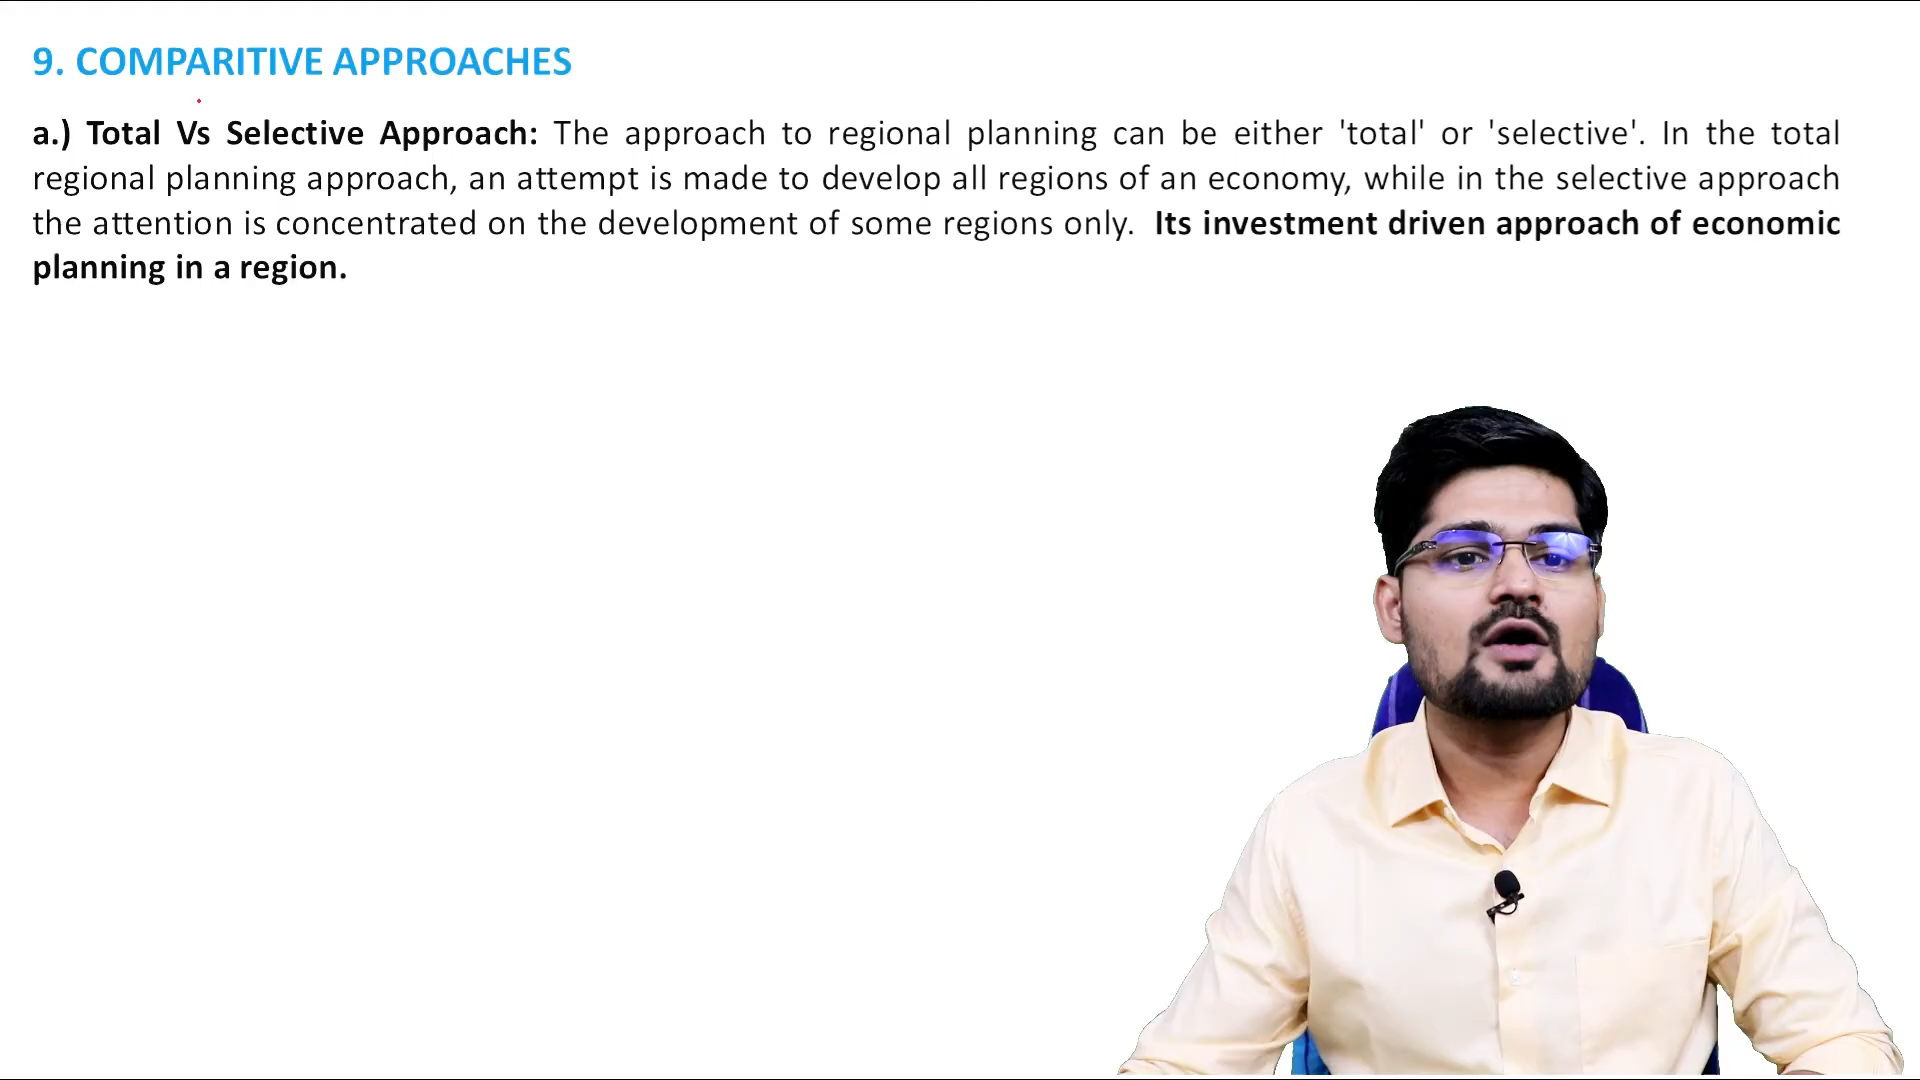 9. COMPARITIVE APPROACHES
a.) Total Vs Selective Approach: The approach to regional planning can be either 'total' or 'selective'. In the total
regional planning approach, an attempt is made to develop all regions of an economy, while in the selective approach
the attention is concentrated on the development of some regions only. Its investment driven approach of economic
planning in a region.